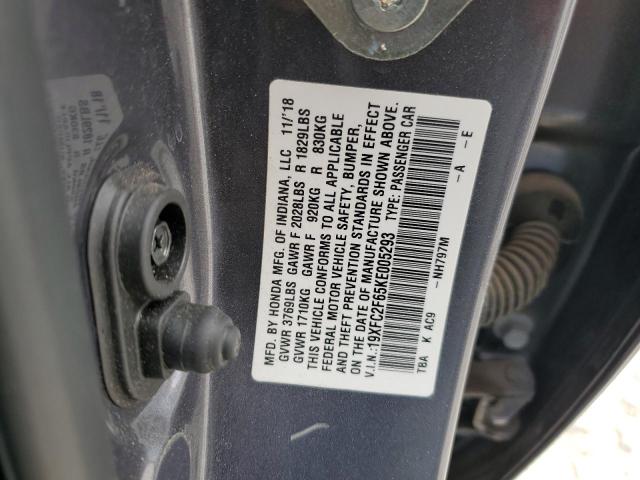 MFD. BY HONDA MFG. OF INDIANA, LLC 11/'18
GVWR 3769LBS GAWR F 2028LBS R 1829LBS
GVWR 1710KG GAWR F 920KG R 830KG
THIS VEHICLE CONFORMS TO ALL APPLICABLE
FEDERAL MOTOR VEHICLE SAFETY, BUMPER,
AND THEFT PREVENTION STANDARDS IN EFFECT
ON THE DATE OF MANUFACTURE SHOWN ABOVE.
V.I.N.:19XFC2F65KE005293 TYPE: PASSENGER CAR
TBA K AC9 -NH797M -A -E